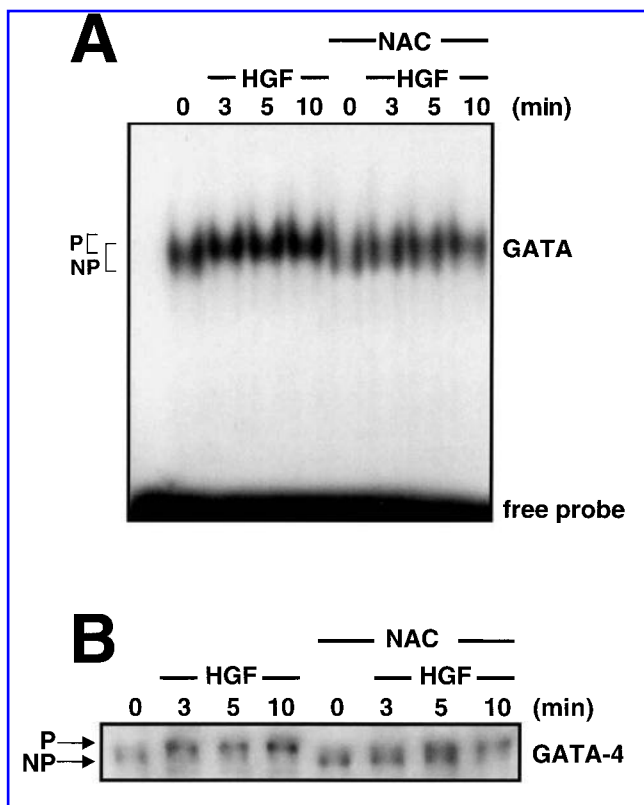 A
NAC
HGF HGF
0 3 5 10 0 3 5 10 (min)
P
NP
GATA
free probe
B
NAC
HGF HGF
0 3 5 10 0 3 5 10 (min)
P
NP
GATA-4